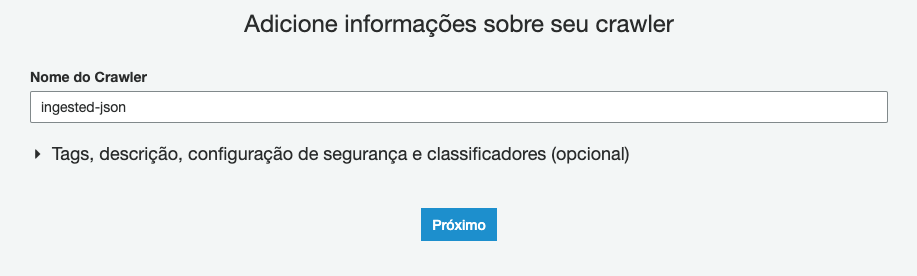 Adicione informações sobre seu crawler
Nome do Crawler
ingested-json
Tags, descrição, configuração de segurança e classificadores (opcional)
Próximo